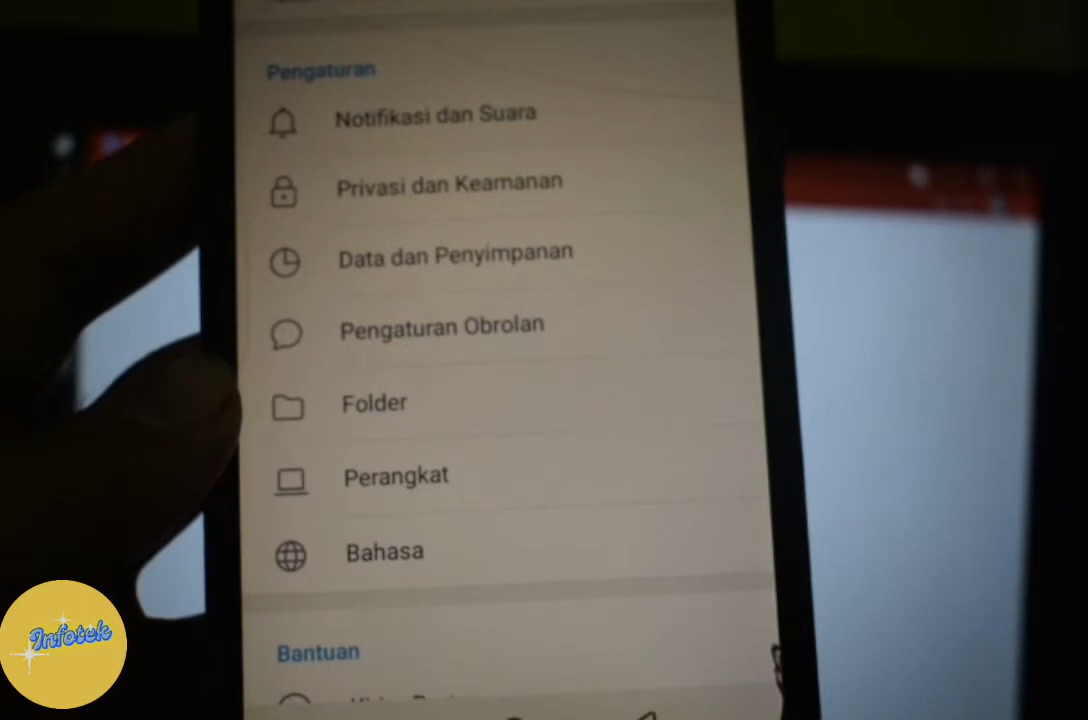 Pengaturan
Notifikasi dan Suara
Privasi dan Keamanan
Data dan Penyimpanan
Pengaturan Obrolan
Folder
Perangkat
Bahasa
Infotek
Bantuan